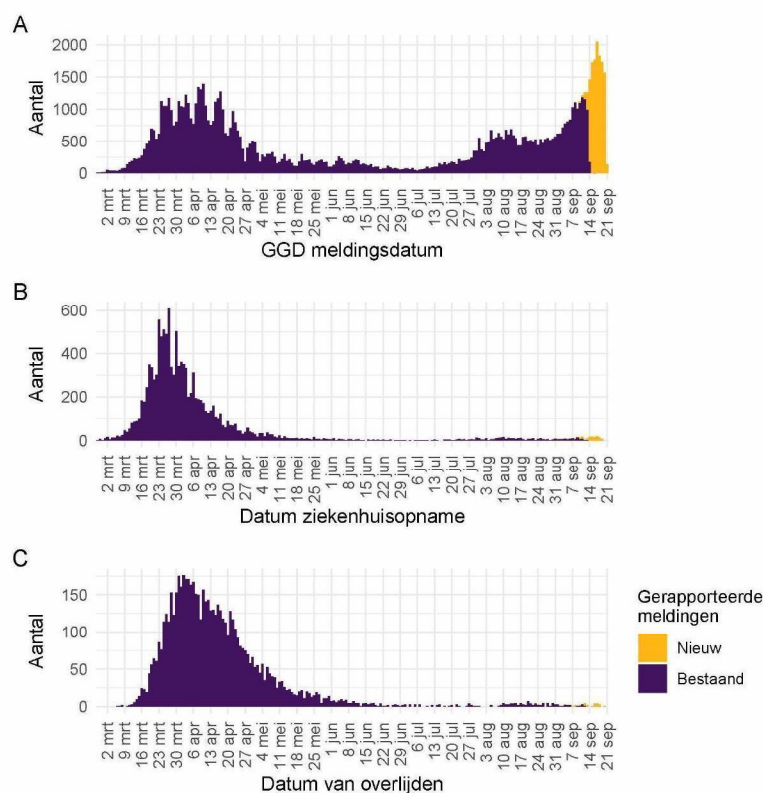 A
2000
1500
1000
500
0
Aantal
2 mrt
9 mrt
16 mrt
23 mrt
30 mrt
6 apr
13 apr
20 apr
27 apr
4 mei
11 mei
18 mei
25 mei
1 jun
8 jun
15 jun
22 jun
29 jun
6 jul
13 jul
20 jul
27 jul
3 aug
10 aug
17 aug
24 aug
31 aug
7 sep
14 sep
21 sep
GGD meldingsdatum
B
600
400
200
0
Aantal
2 mrt
9 mrt
16 mrt
23 mrt
30 mrt
6 apr
13 apr
20 apr
27 apr
4 mei
11 mei
18 mei
25 mei
1 jun
8 jun
15 jun
22 jun
29 jun
6 jul
13 jul
20 jul
27 jul
3 aug
10 aug
17 aug
24 aug
31 aug
7 sep
14 sep
21 sep
Datum ziekenhuisopname
C
150
100
50
0
Aantal
2 mrt
9 mrt
16 mrt
23 mrt
30 mrt
6 apr
13 apr
20 apr
27 apr
4 mei
11 mei
18 mei
25 mei
1 jun
8 jun
15 jun
22 jun
29 jun
6 jul
13 jul
20 jul
27 jul
3 aug
10 aug
17 aug
24 aug
31 aug
7 sep
14 sep
21 sep
Datum van overlijden
Gerapporteerde
meldingen
Nieuw
Bestaand